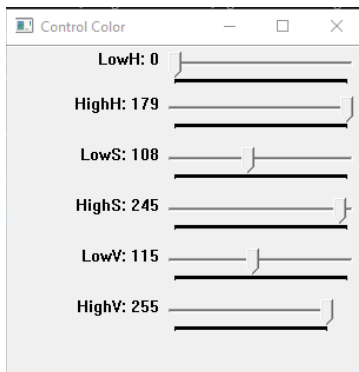 Control Color
LowH: 0
HighH: 179
LowS: 108
HighS: 245
LowV: 115
HighV: 255